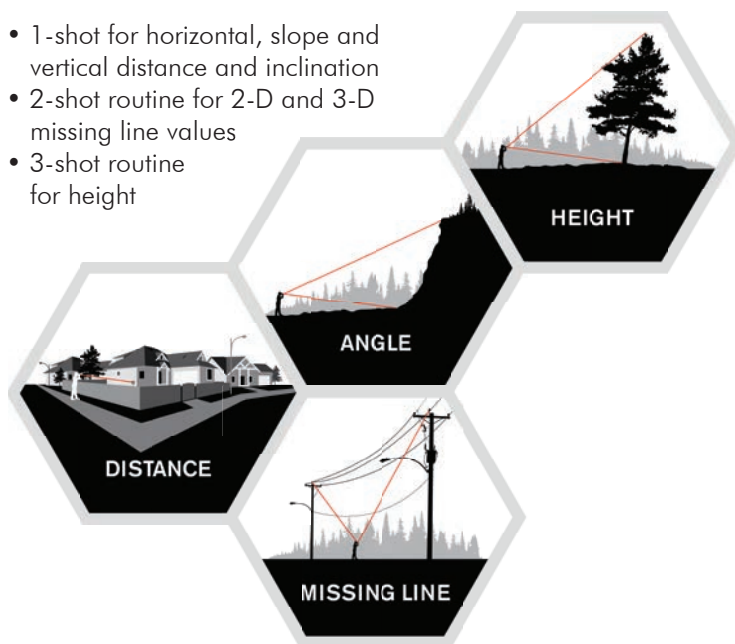 • 1-shot for horizontal, slope and
vertical distance and inclination
• 2-shot routine for 2-D and 3-D
missing line values
• 3-shot routine
for height
HEIGHT
ANGLE
DISTANCE
MISSING LINE